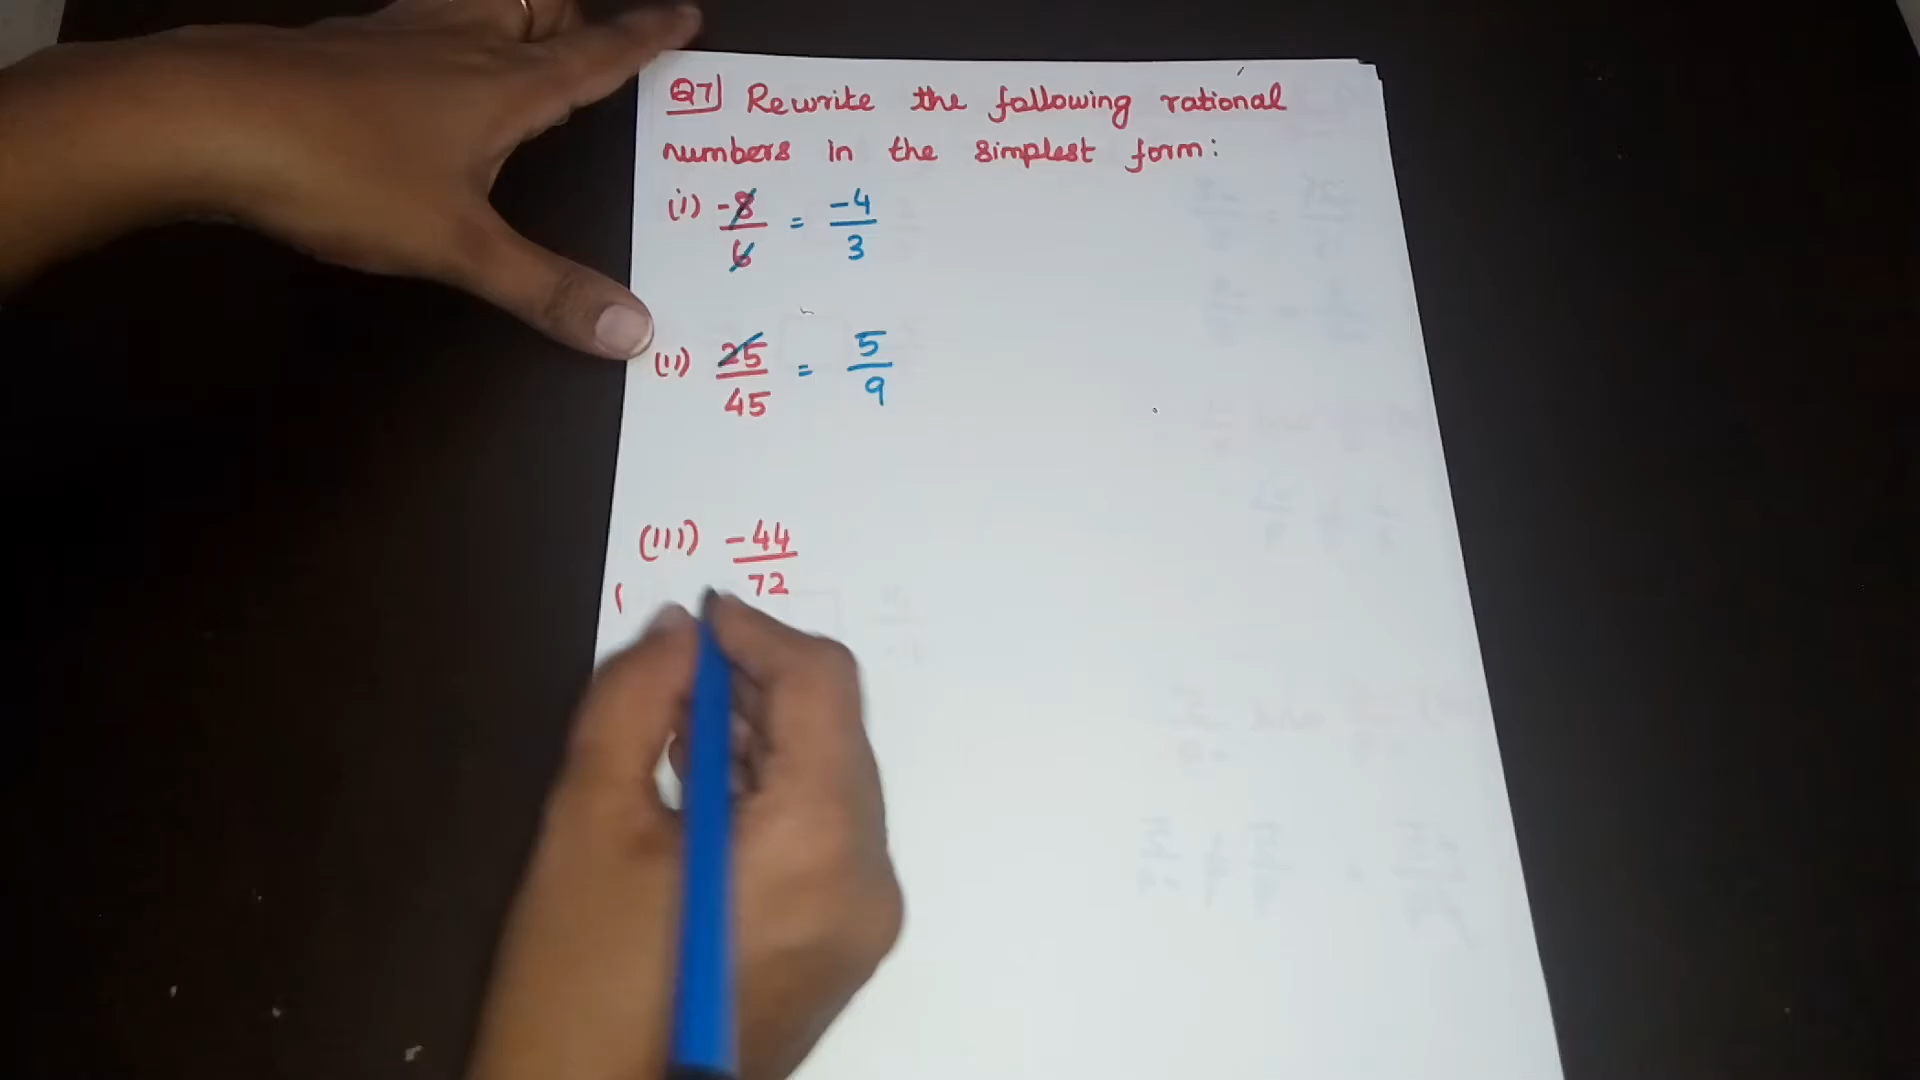 Q7] Rewrite the following rational
numbers in the simplest form:
(i) -8/6 = -4/3
(ii) 25/45 = 5/9
(iii) -44/72
(